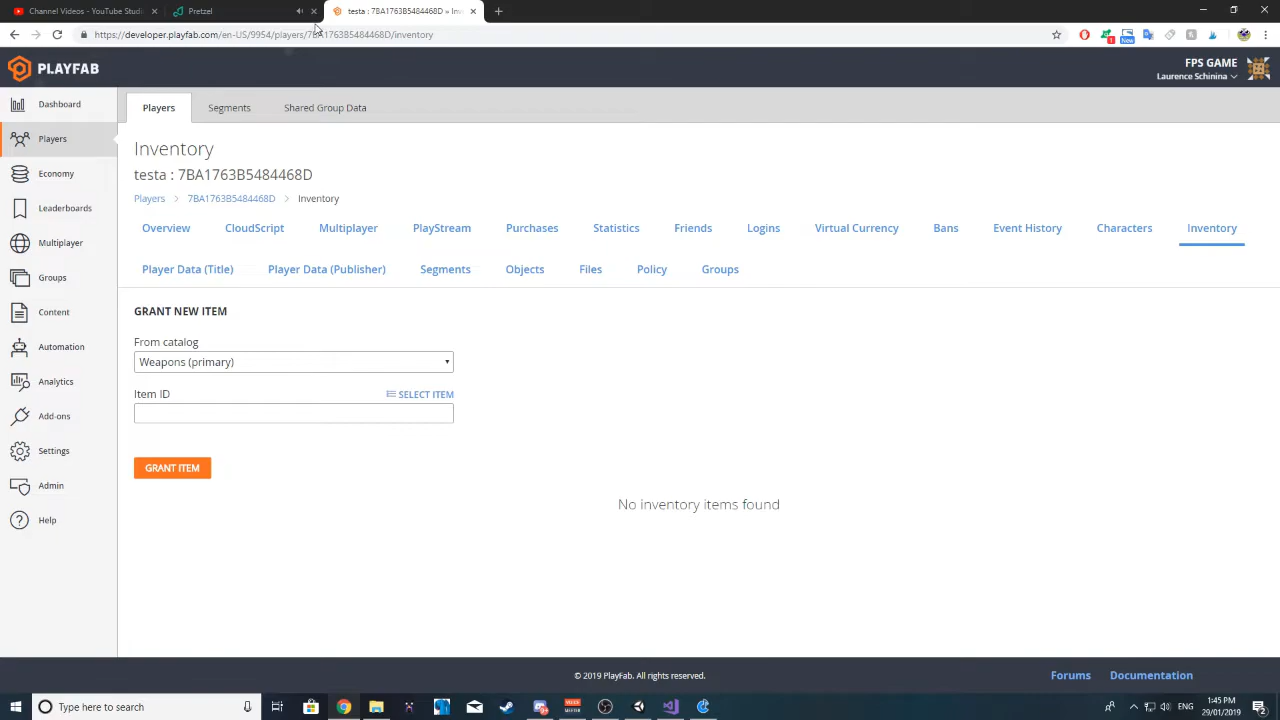 Channel Videos - YouTube Studio
Pretzel
testa : 7BA1763B5484468D » Inv
https://developer.playfab.com/en-US/9954/players/7BA1763B5484468D/inventory
1
New
PLAYFAB
FPS GAME
Laurence Schinina
Dashboard
Players
Economy
Leaderboards
Multiplayer
Groups
Content
Automation
Analytics
Add-ons
Settings
Admin
Help
Players Segments Shared Group Data
Inventory
testa : 7BA1763B5484468D
Players > 7BA1763B5484468D > Inventory
Overview CloudScript Multiplayer PlayStream Purchases Statistics Friends Logins Virtual Currency Bans Event History Characters Inventory
Player Data (Title) Player Data (Publisher) Segments Objects Files Policy Groups
GRANT NEW ITEM
From catalog
Weapons (primary)
Item ID SELECT ITEM
GRANT ITEM
No inventory items found
© 2019 PlayFab. All rights reserved.
Forums Documentation
Type here to search
ENG
1:45 PM
29/01/2019
2